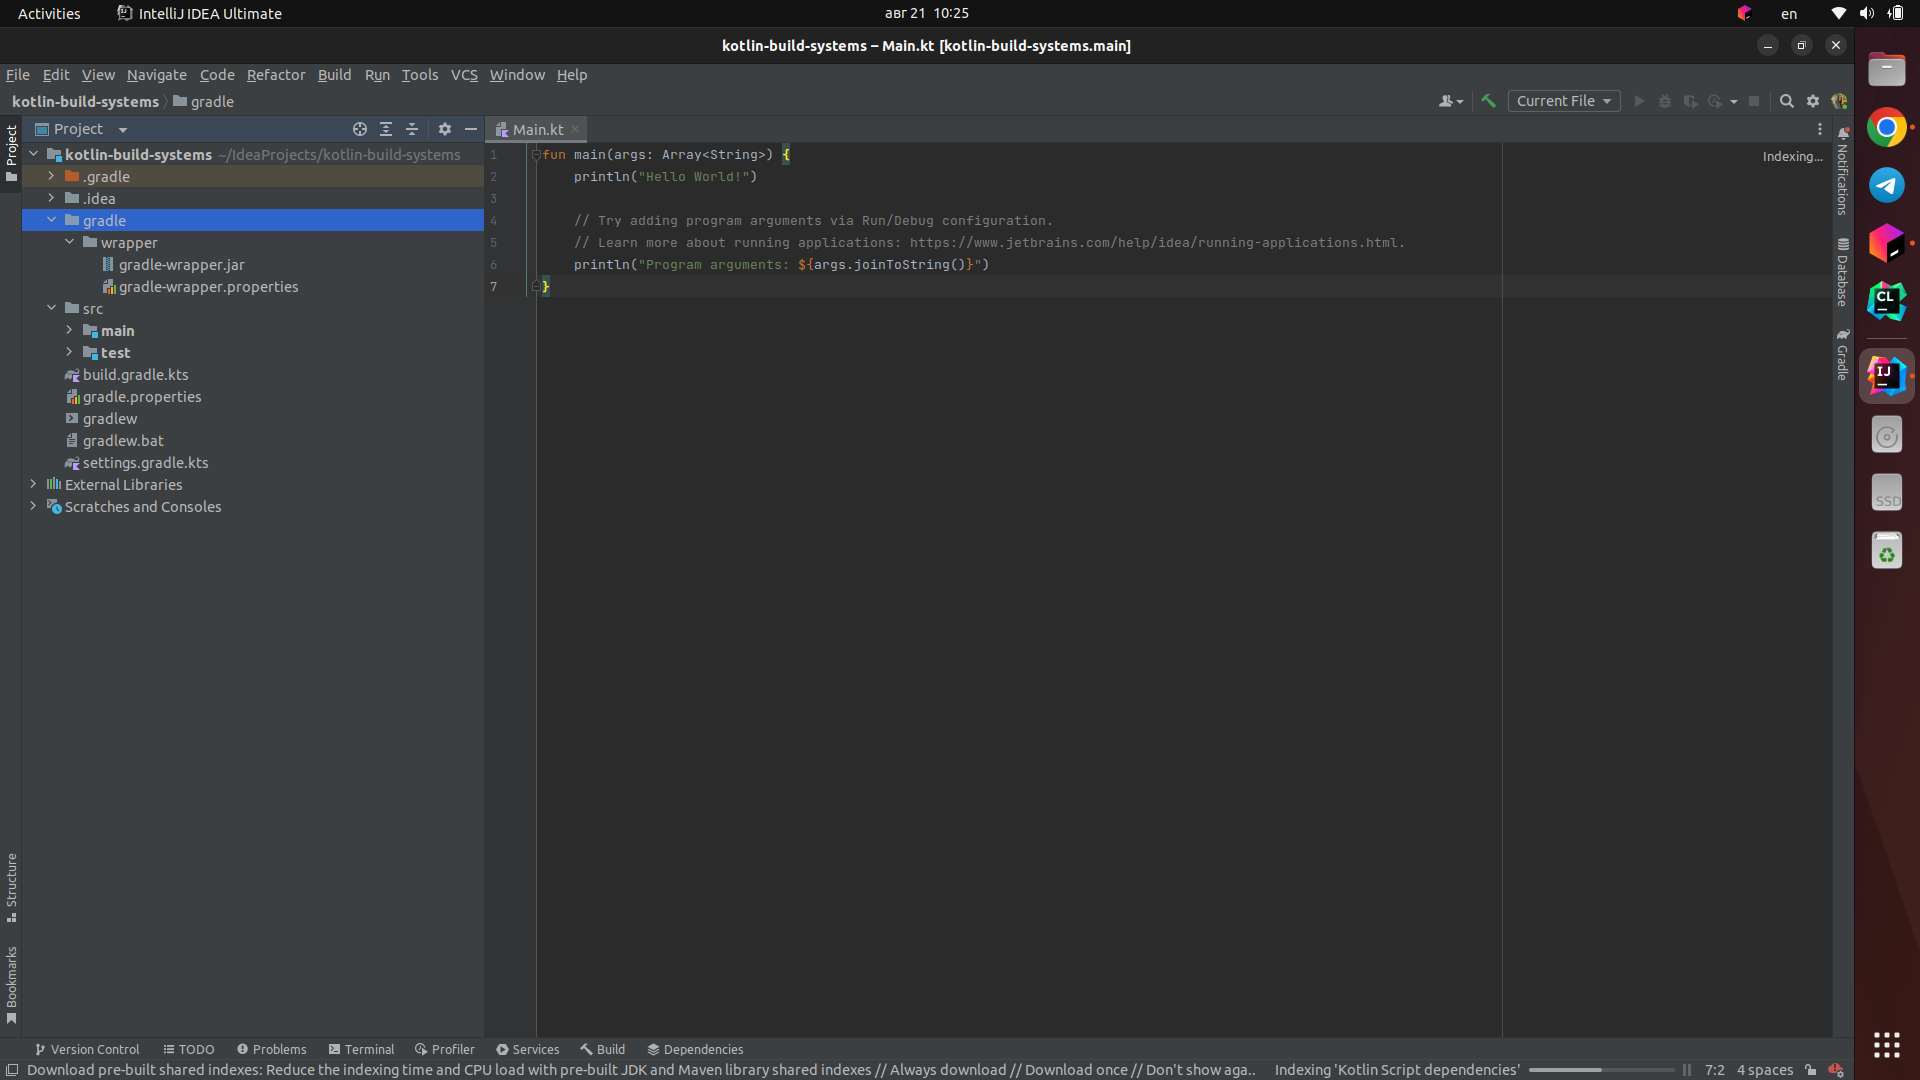 Activities
IntelliJ IDEA Ultimate
авг 21 10:25
en
kotlin-build-systems – Main.kt [kotlin-build-systems.main]
File Edit View Navigate Code Refactor Build Run Tools VCS Window Help
kotlin-build-systems
gradle
Current File
Project
Project
kotlin-build-systems ~/IdeaProjects/kotlin-build-systems
.gradle
.idea
gradle
wrapper
gradle-wrapper.jar
gradle-wrapper.properties
src
main
test
build.gradle.kts
gradle.properties
gradlew
gradlew.bat
settings.gradle.kts
External Libraries
Scratches and Consoles
Structure
Bookmarks
Main.kt
Indexing...
1 fun main(args: Array<String>) {
2 println("Hello World!")
3
4 // Try adding program arguments via Run/Debug configuration.
5 // Learn more about running applications: https://www.jetbrains.com/help/idea/running-applications.html.
6 println("Program arguments: ${args.joinToString()}")
7 }
Notifications
Database
Gradle
CL
IJ
SSD
Version Control TODO Problems Terminal Profiler Services Build Dependencies
Download pre-built shared indexes: Reduce the indexing time and CPU load with pre-built JDK and Maven library shared indexes // Always download // Download once // Don't show aga..
Indexing 'Kotlin Script dependencies'
7:2 4 spaces